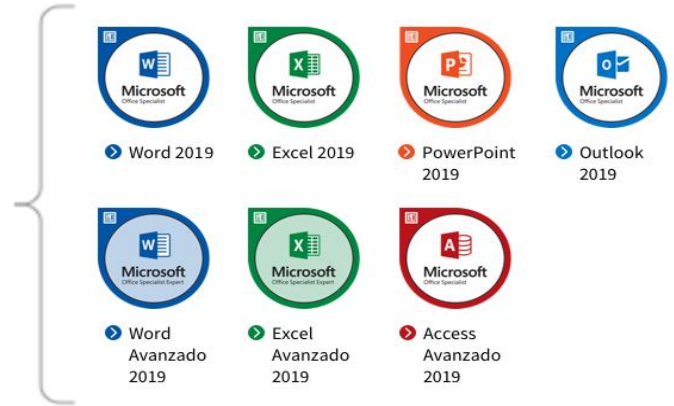 W
Microsoft
Office Specialist
X
Microsoft
Office Specialist
P
Microsoft
Office Specialist
O
Microsoft
Office Specialist
Word 2019
Excel 2019
PowerPoint
2019
Outlook
2019
W
Microsoft
Office Specialist Expert
X
Microsoft
Office Specialist Expert
A
Microsoft
Office Specialist
Word
Avanzado
2019
Excel
Avanzado
2019
Access
Avanzado
2019